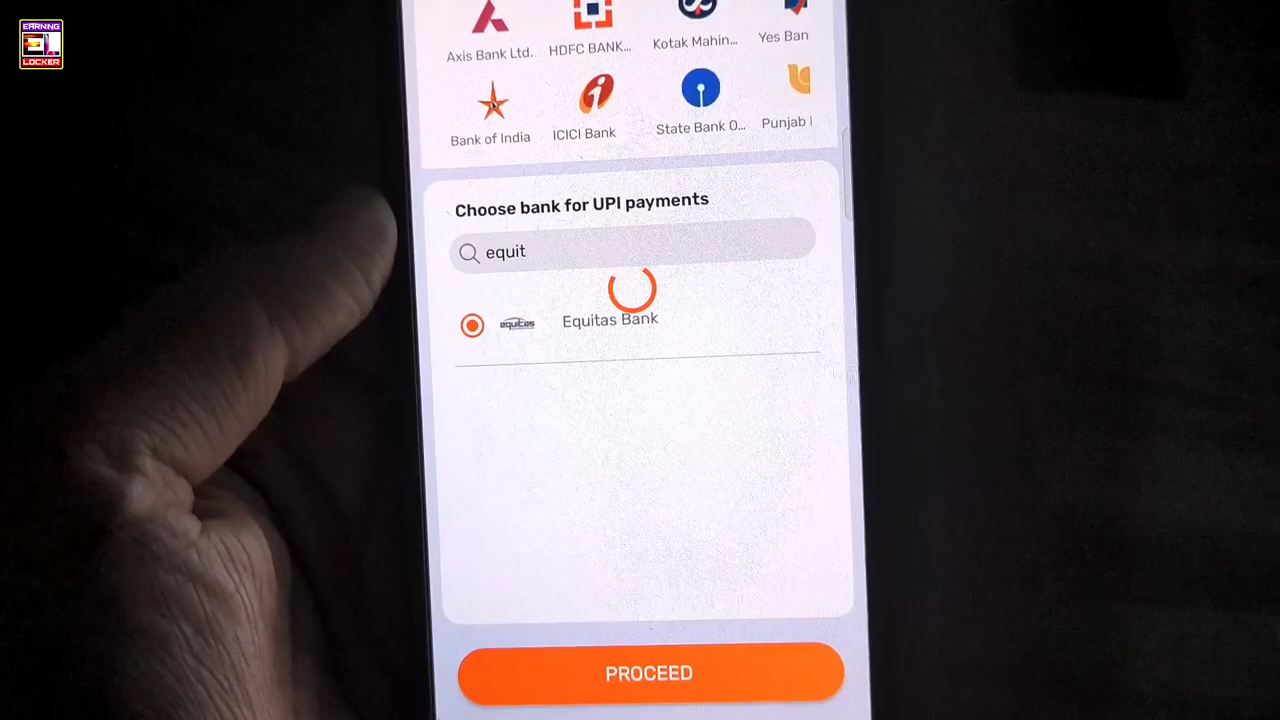 EARNING
EL
LOCKER
Axis Bank Ltd.
HDFC BANK...
Kotak Mahin...
Yes Ban
Bank of India
ICICI Bank
State Bank O...
Punjab
Choose bank for UPI payments
equit
equitas
Equitas Bank
PROCEED